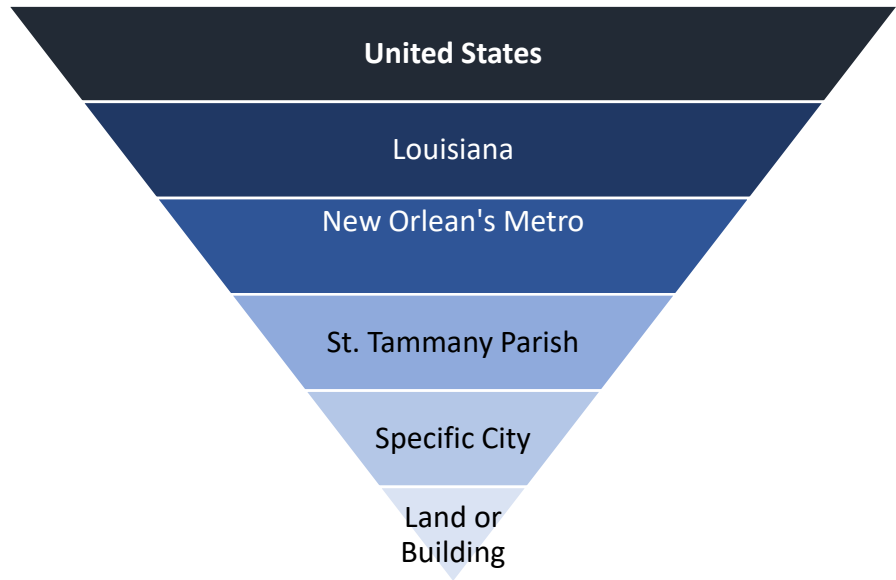 United States
Louisiana
New Orlean's Metro
St. Tammany Parish
Specific City
Land or
Building